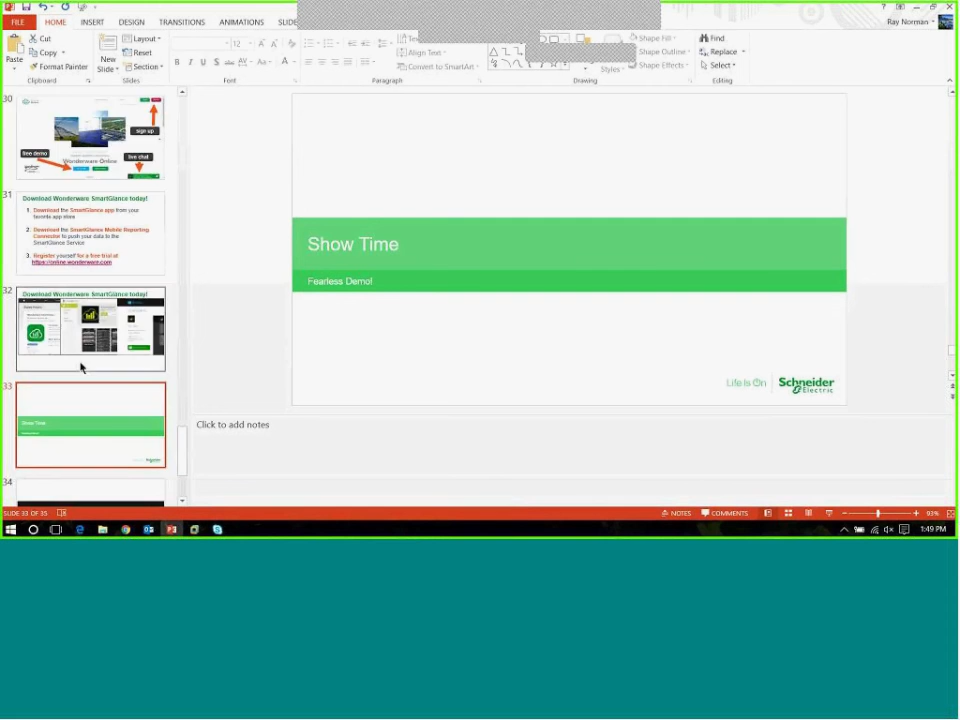 FILE HOME INSERT DESIGN TRANSITIONS ANIMATIONS SLIDE
Ray Norman
Paste
Cut
Copy
Format Painter
New Slide
Layout
Reset
Section
12
B I U S abc AV Aa A
Align Text
Convert to SmartArt
Styles
Shape Fill
Shape Outline
Shape Effects
Find
Replace
Select
Clipboard Slides Font Paragraph Drawing Editing
30
sign up
free demo
live chat
Wonderware Online
31
Download Wonderware SmartGlance today!
1. Download the SmartGlance app from your
favorite app store
2. Download the SmartGlance Mobile Reporting
Connector to push your data to the
SmartGlance Service
3. Register yourself for a free trial at
https://online.wonderware.com
32
Download Wonderware SmartGlance today!
33
Show Time
34
Show Time
Fearless Demo!
Life Is On
Schneider
Electric
Click to add notes
SLIDE 33 OF 35
NOTES COMMENTS 93%
1:49 PM